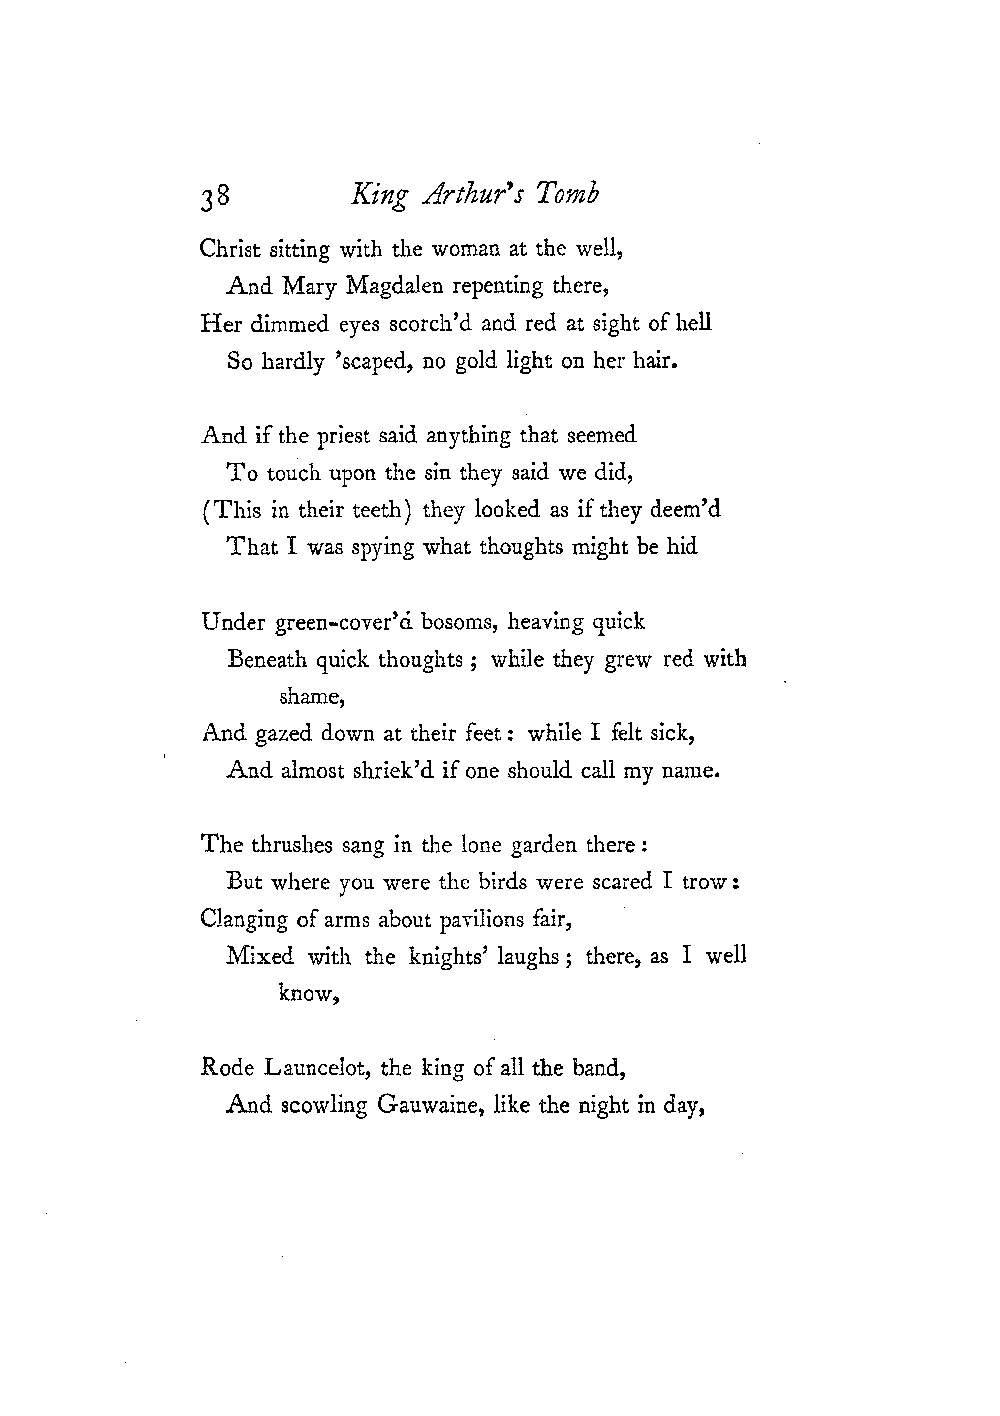 38 King Arthur's Tomb
Christ sitting with the woman at the well,
And Mary Magdalen repenting there,
Her dimmed eyes scorch'd and red at sight of hell
So hardly 'scaped, no gold light on her hair.
And if the priest said anything that seemed
To touch upon the sin they said we did,
(This in their teeth) they looked as if they deem'd
That I was spying what thoughts might be hid
Under green-cover'd bosoms, heaving quick
Beneath quick thoughts ; while they grew red with
shame,
And gazed down at their feet : while I felt sick,
And almost shriek'd if one should call my name.
The thrushes sang in the lone garden there :
But where you were the birds were scared I trow :
Clanging of arms about pavilions fair,
Mixed with the knights' laughs ; there, as I well
know,
Rode Launcelot, the king of all the band,
And scowling Gauwaine, like the night in day,